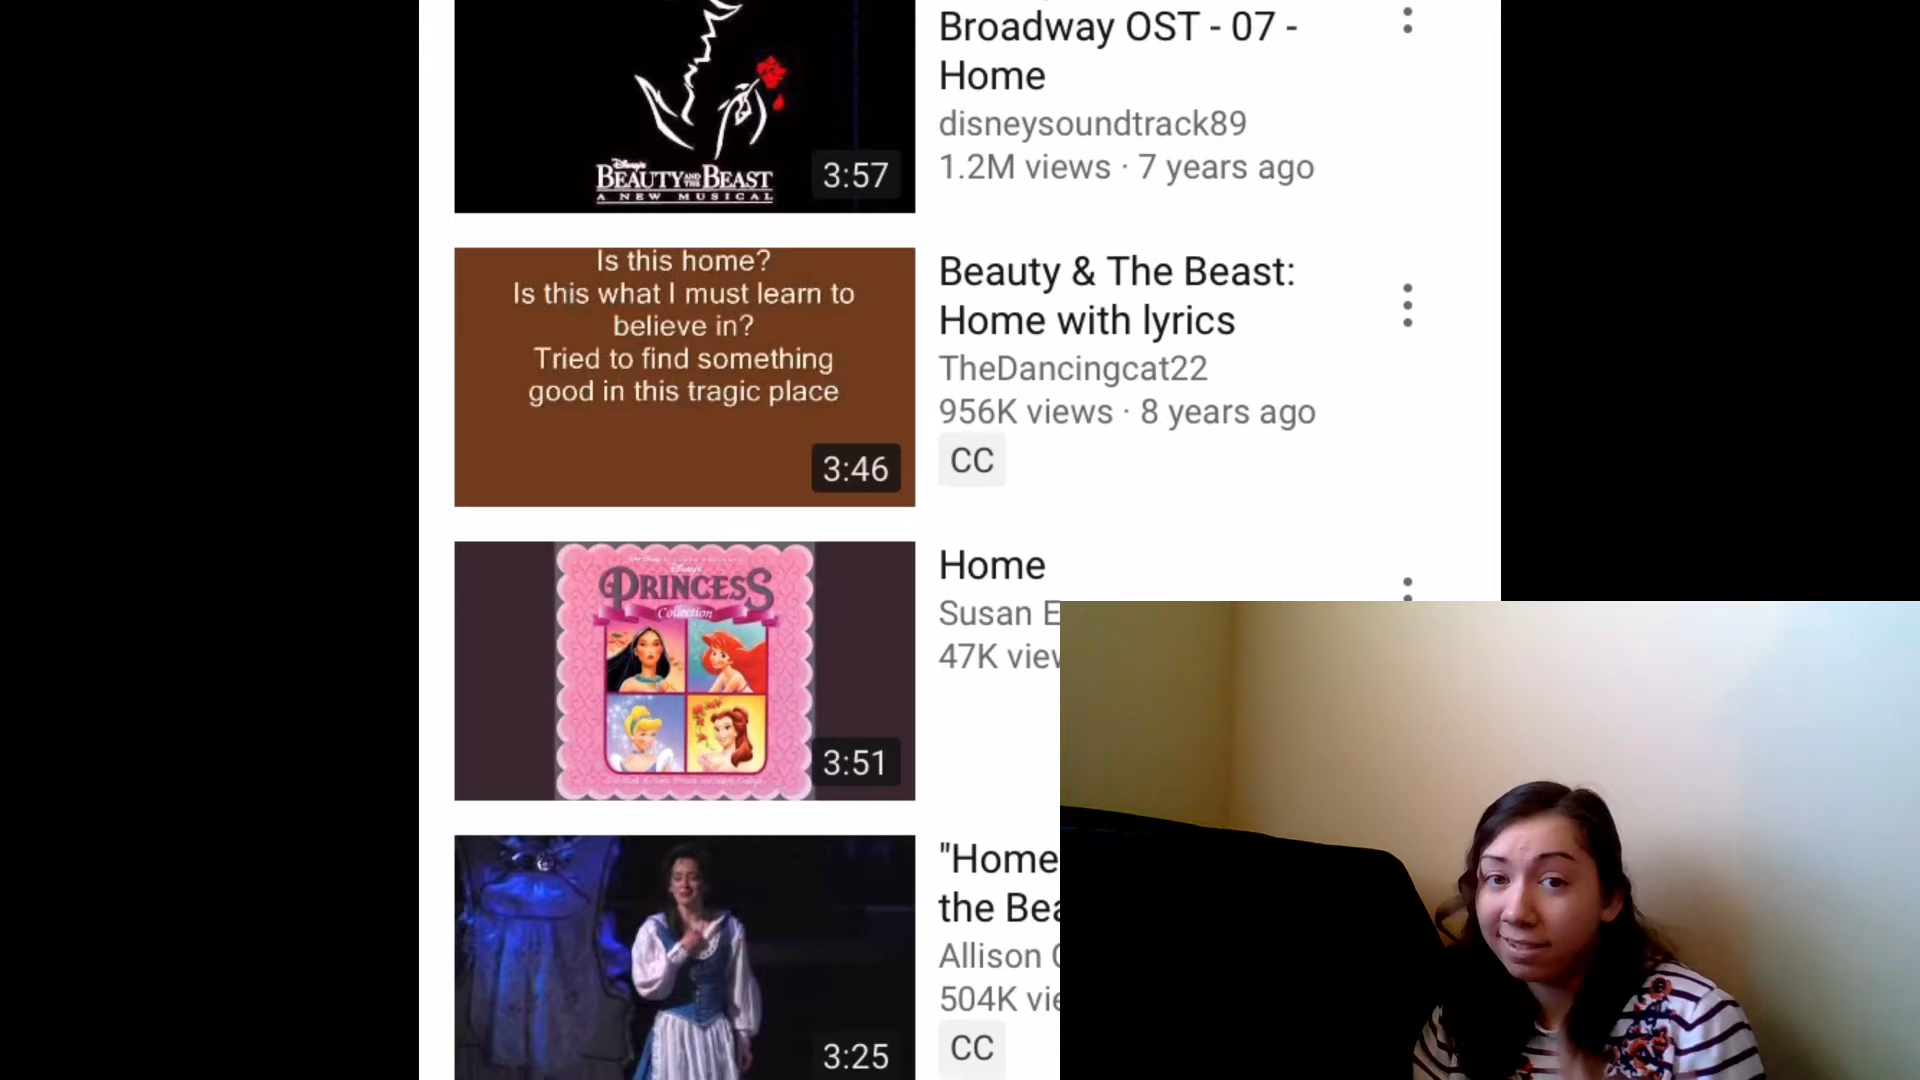 Broadway OST - 07 -
Home
disneysoundtrack89
1.2M views · 7 years ago
Disney's
BEAUTY AND THE BEAST
A NEW MUSICAL
3:57
Is this home?
Is this what I must learn to
believe in?
Tried to find something
good in this tragic place
3:46
Beauty & The Beast:
Home with lyrics
TheDancingcat22
956K views · 8 years ago
CC
Disney's
PRINCESS
Collection
3:51
Home
Susan
47K
3:25
"Home
the
Allison
504K
CC